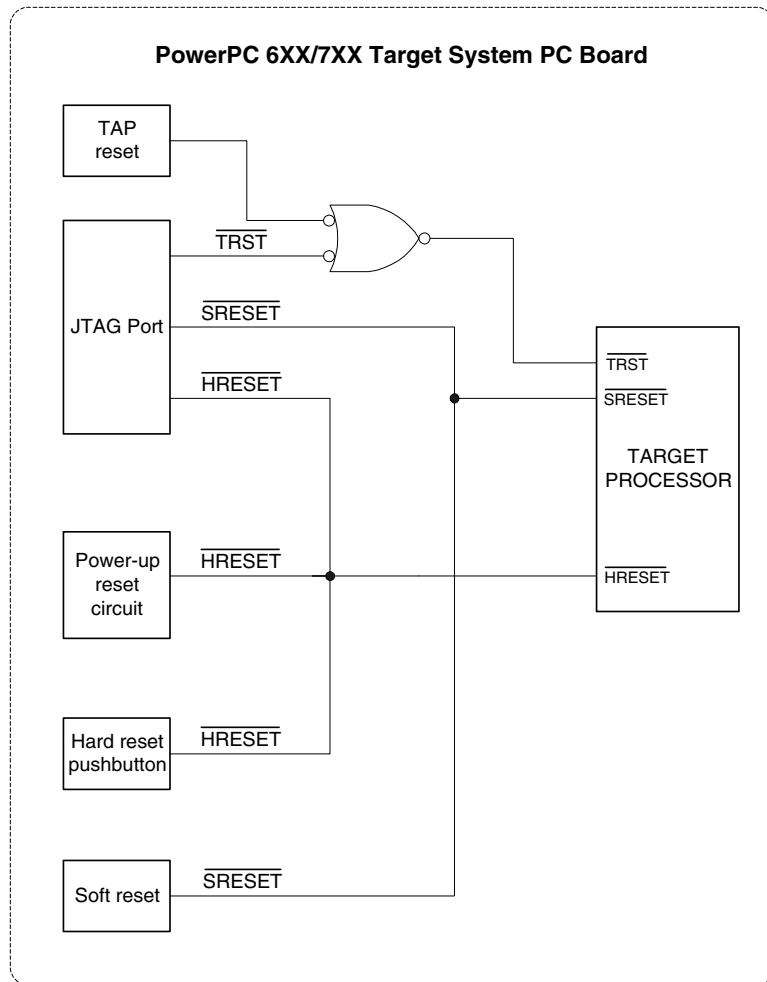 PowerPC 6XX/7XX Target System PC Board
TAP
reset
TRST
JTAG Port
SRESET
HRESET
TRST
SRESET
TARGET
PROCESSOR
HRESET
Power-up
reset
circuit
HRESET
Hard reset
pushbutton
HRESET
Soft reset
SRESET